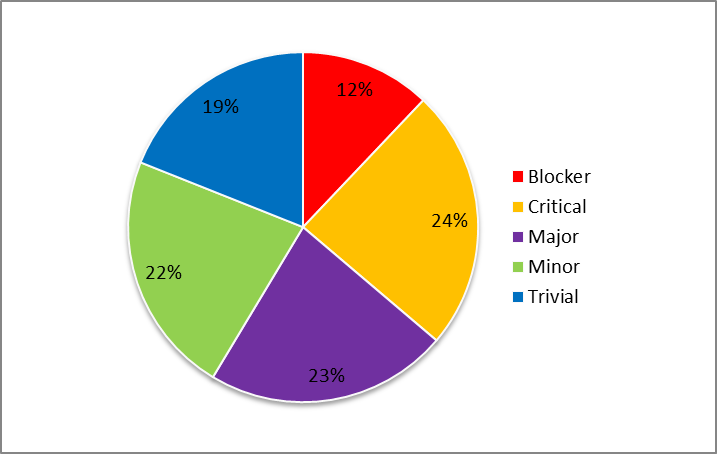 12%
19%
24%
22%
23%
Blocker
Critical
Major
Minor
Trivial